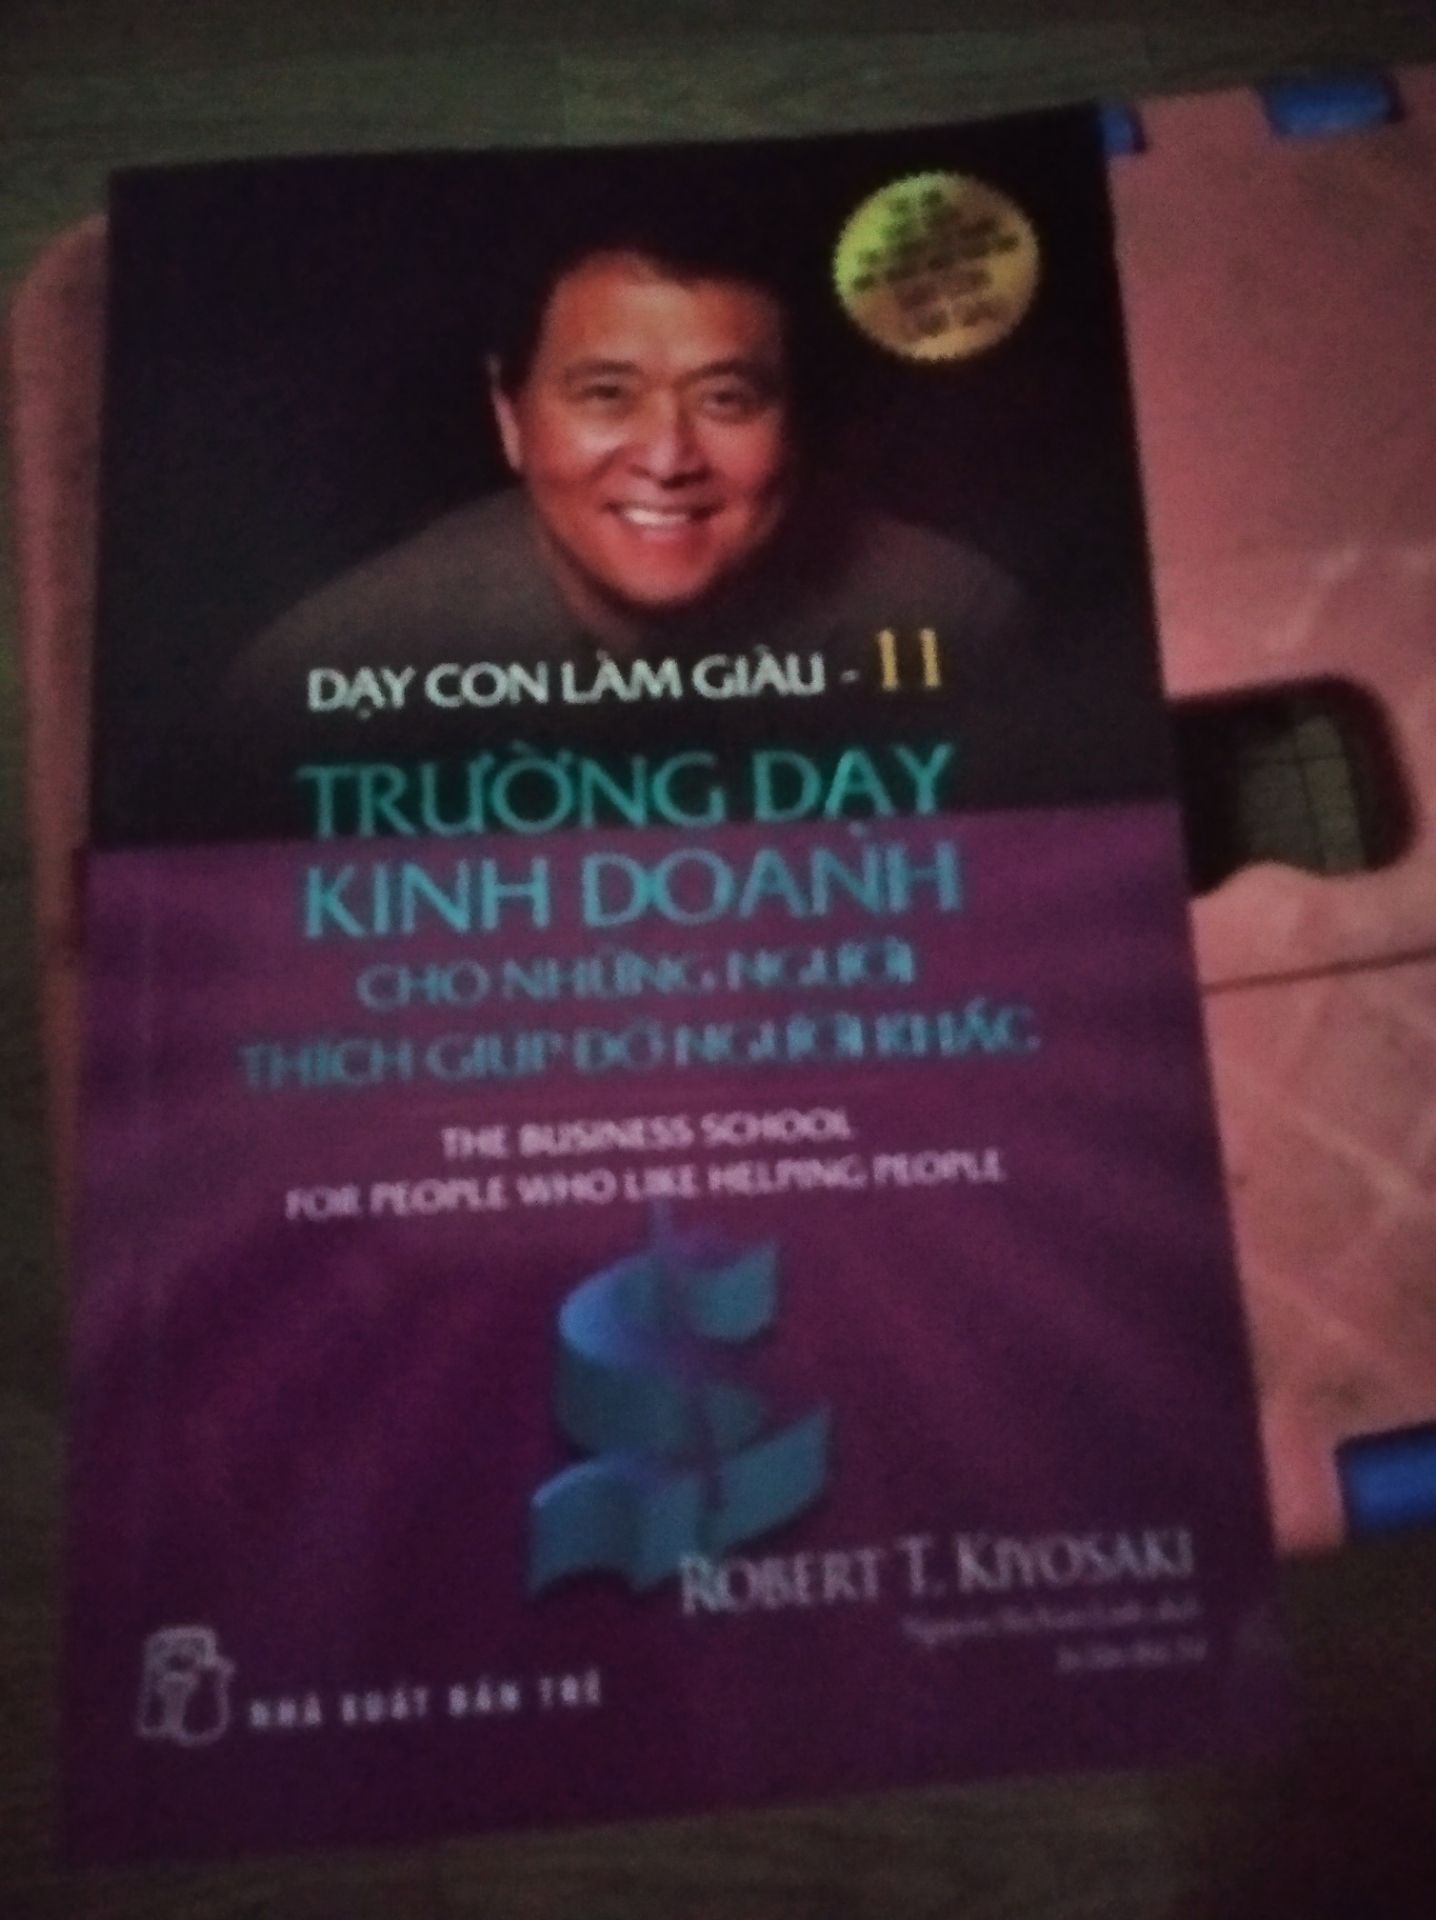 DẠY CON LÀM GIÀU - 11
TRƯỜNG DẠY
KINH DOANH
CHO NHỮNG NGƯỜI
THÍCH GIÚP ĐỠ NGƯỜI KHÁC
THE BUSINESS SCHOOL
FOR PEOPLE WHO LIKE HELPING PEOPLE
ROBERT T. KIYOSAKI
NHÀ XUẤT BẢN TRẺ